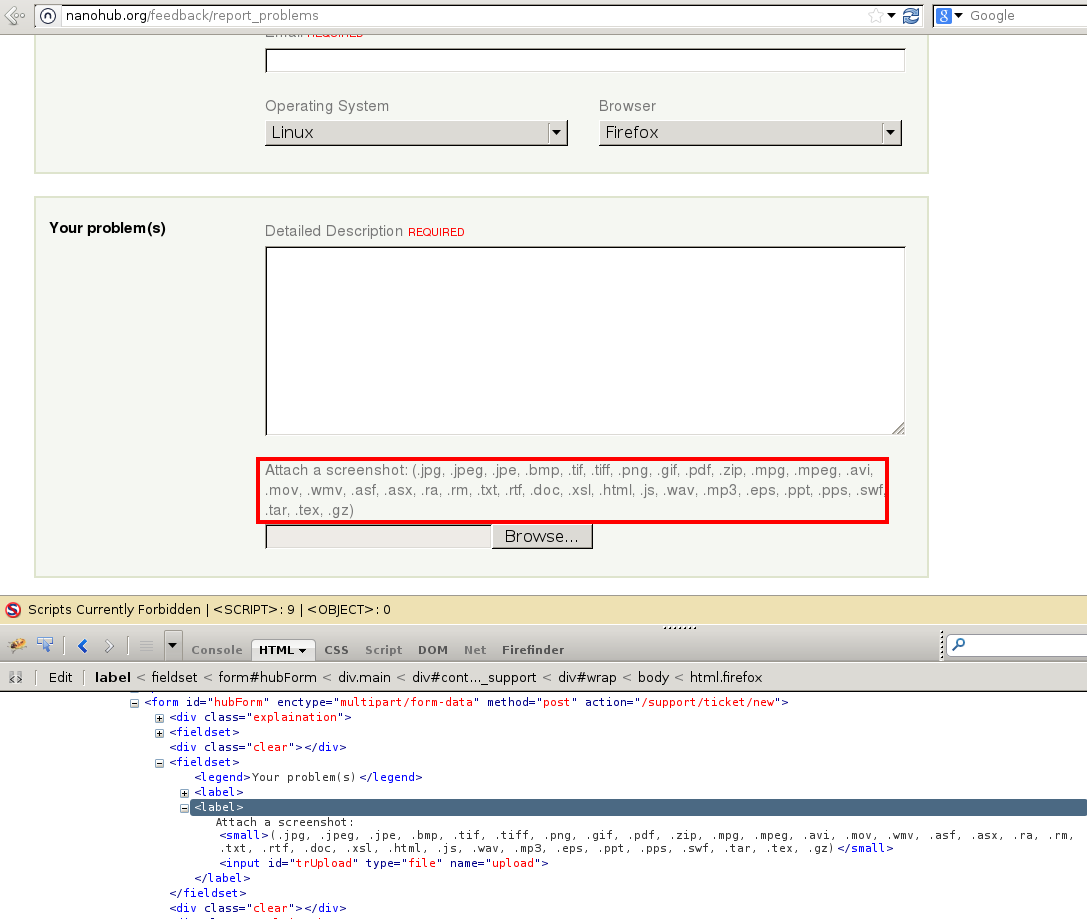 nanohub.org/feedback/report_problems
Google
Email REQUIRED
Operating System
Browser
Linux
Firefox
Your problem(s)
Detailed Description REQUIRED
Attach a screenshot: (.jpg, .jpeg, .jpe, .bmp, .tif, .tiff, .png, .gif, .pdf, .zip, .mpg, .mpeg, .avi,
.mov, .wmv, .asf, .asx, .ra, .rm, .txt, .rtf, .doc, .xsl, .html, .js, .wav, .mp3, .eps, .ppt, .pps, .swf,
.tar, .tex, .gz)
Browse...
Scripts Currently Forbidden | <SCRIPT>: 9 | <OBJECT>: 0
Console HTML CSS Script DOM Net Firefinder
Edit label < fieldset < form#hubForm < div.main < div#cont..._support < div#wrap < body < html.firefox
<form id="hubForm" enctype="multipart/form-data" method="post" action="/support/ticket/new">
<div class="explaination">
<fieldset>
<div class="clear"></div>
<fieldset>
<legend>Your problem(s)</legend>
<label>
<label>
Attach a screenshot:
<small>(.jpg, .jpeg, .jpe, .bmp, .tif, .tiff, .png, .gif, .pdf, .zip, .mpg, .mpeg, .avi, .mov, .wmv, .asf, .asx, .ra, .rm,
.txt, .rtf, .doc, .xsl, .html, .js, .wav, .mp3, .eps, .ppt, .pps, .swf, .tar, .tex, .gz)</small>
<input id="trUpload" type="file" name="upload">
</label>
</fieldset>
<div class="clear"></div>